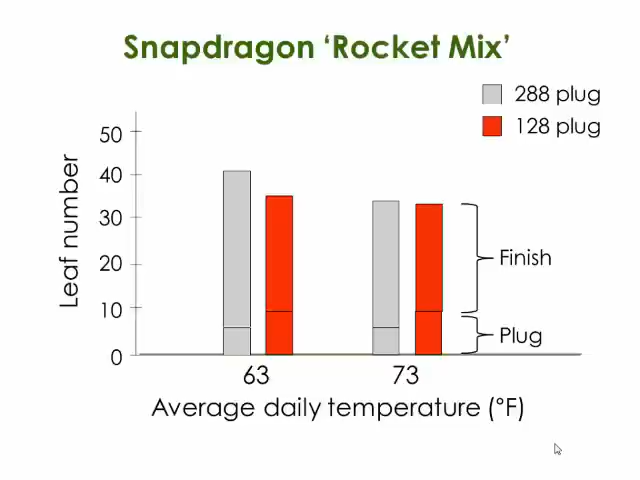 Snapdragon ‘Rocket Mix’
288 plug
128 plug
Leaf number
50
40
30
20
10
0
Finish
Plug
63
73
Average daily temperature (°F)